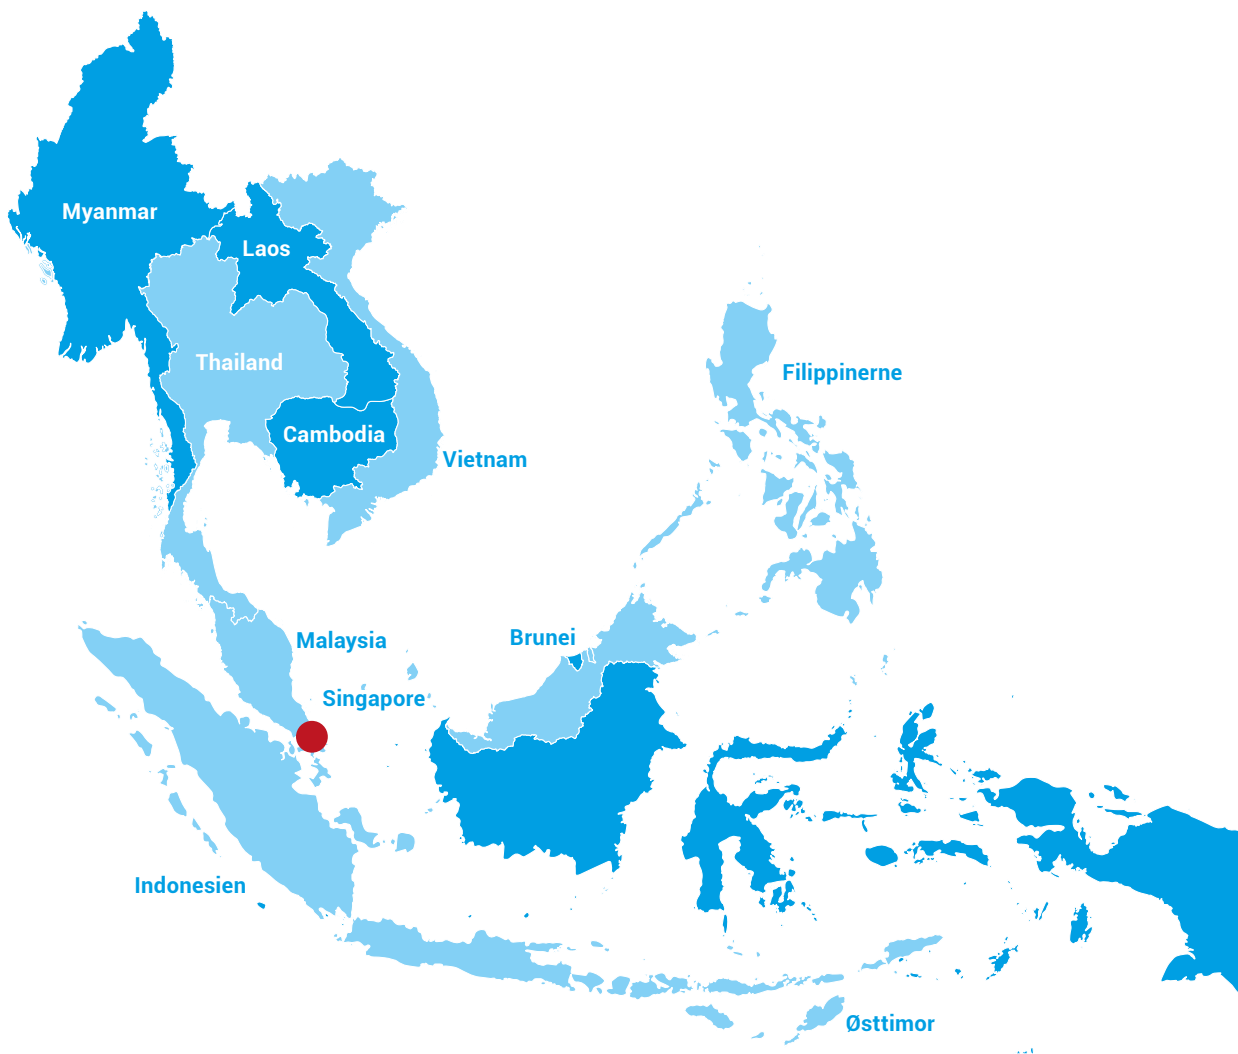 Myanmar
Laos
Thailand
Filippinerne
Cambodia
Vietnam
Brunei
Malaysia
Singapore
Indonesien
Østtimor